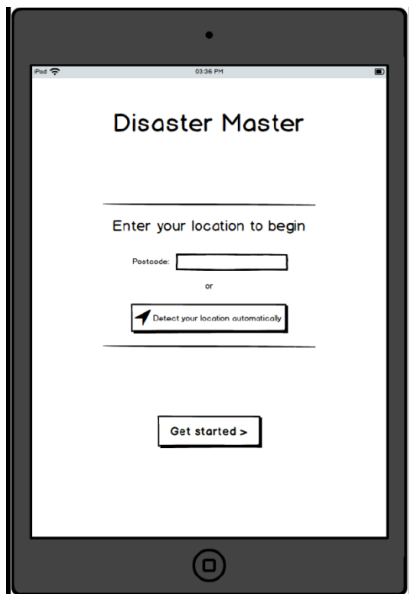 iPad 03:36 PM
Disaster Master
Enter your location to begin
Postcode:
or
Detect your location automatically
Get started >